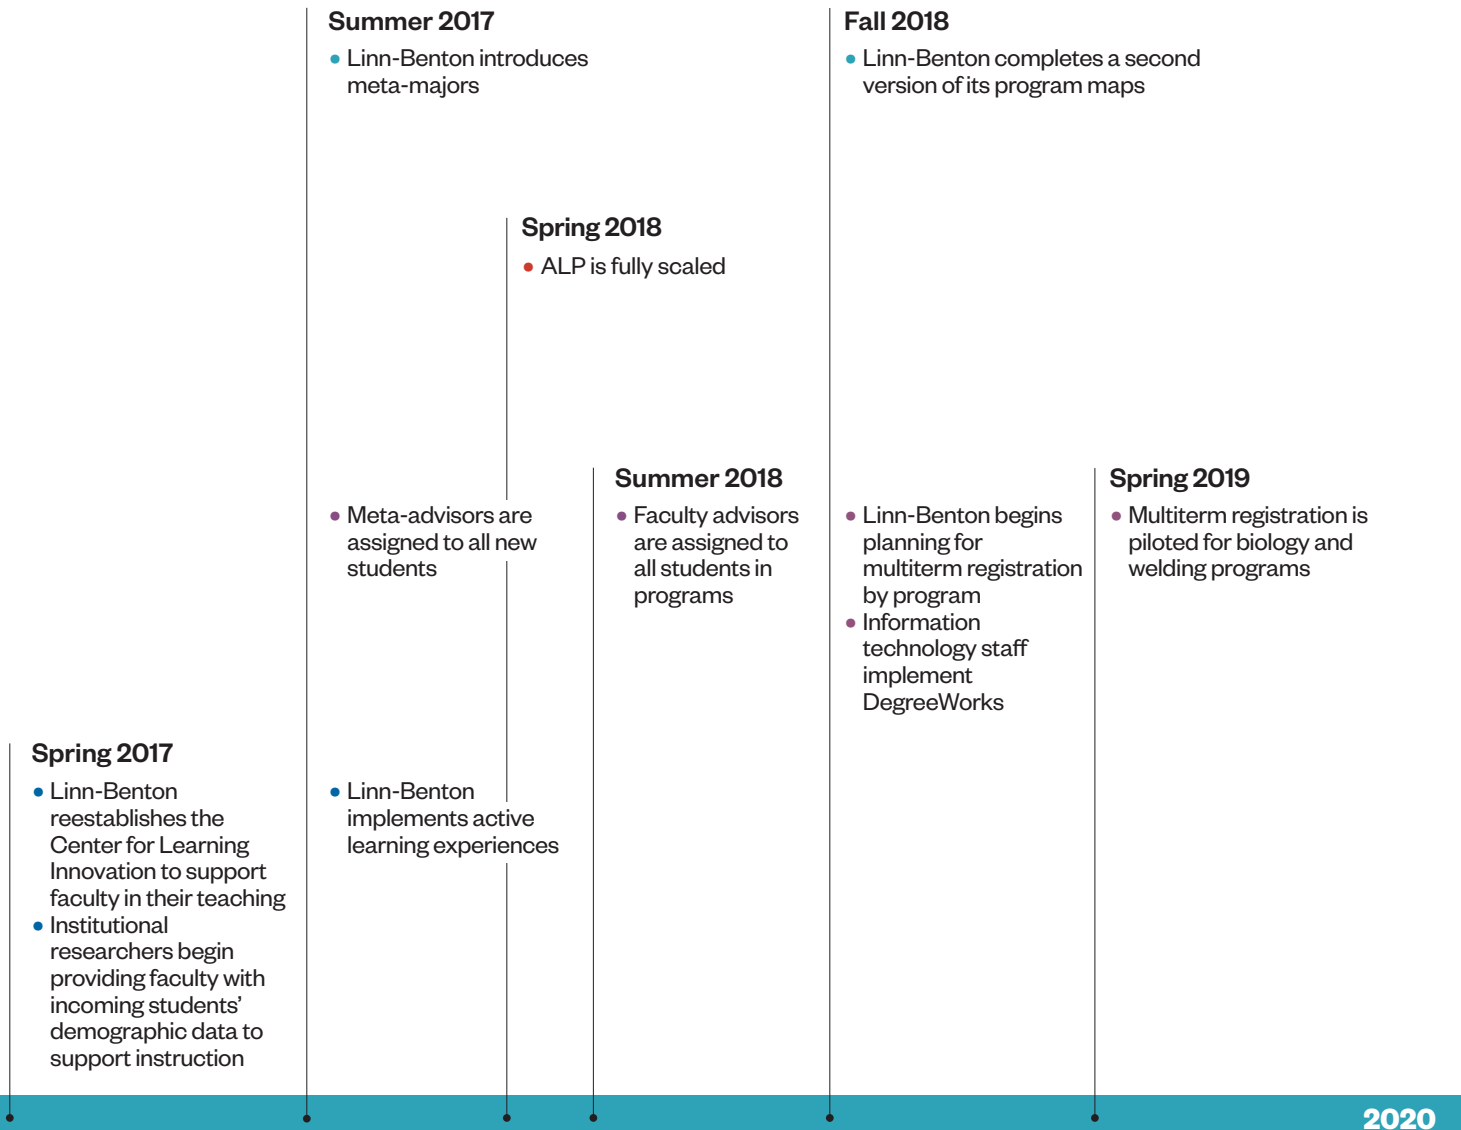 Summer 2017
• Linn-Benton introduces
meta-majors
Fall 2018
• Linn-Benton completes a second
version of its program maps
Spring 2018
• ALP is fully scaled
• Meta-advisors are
assigned to all new
students
Summer 2018
• Faculty advisors
are assigned to
all students in
programs
• Linn-Benton begins
planning for
multiterm registration
by program
• Information
technology staff
implement
DegreeWorks
Spring 2019
• Multiterm registration is
piloted for biology and
welding programs
Spring 2017
• Linn-Benton
reestablishes the
Center for Learning
Innovation to support
faculty in their teaching
• Institutional
researchers begin
providing faculty with
incoming students’
demographic data to
support instruction
• Linn-Benton
implements active
learning experiences
2020